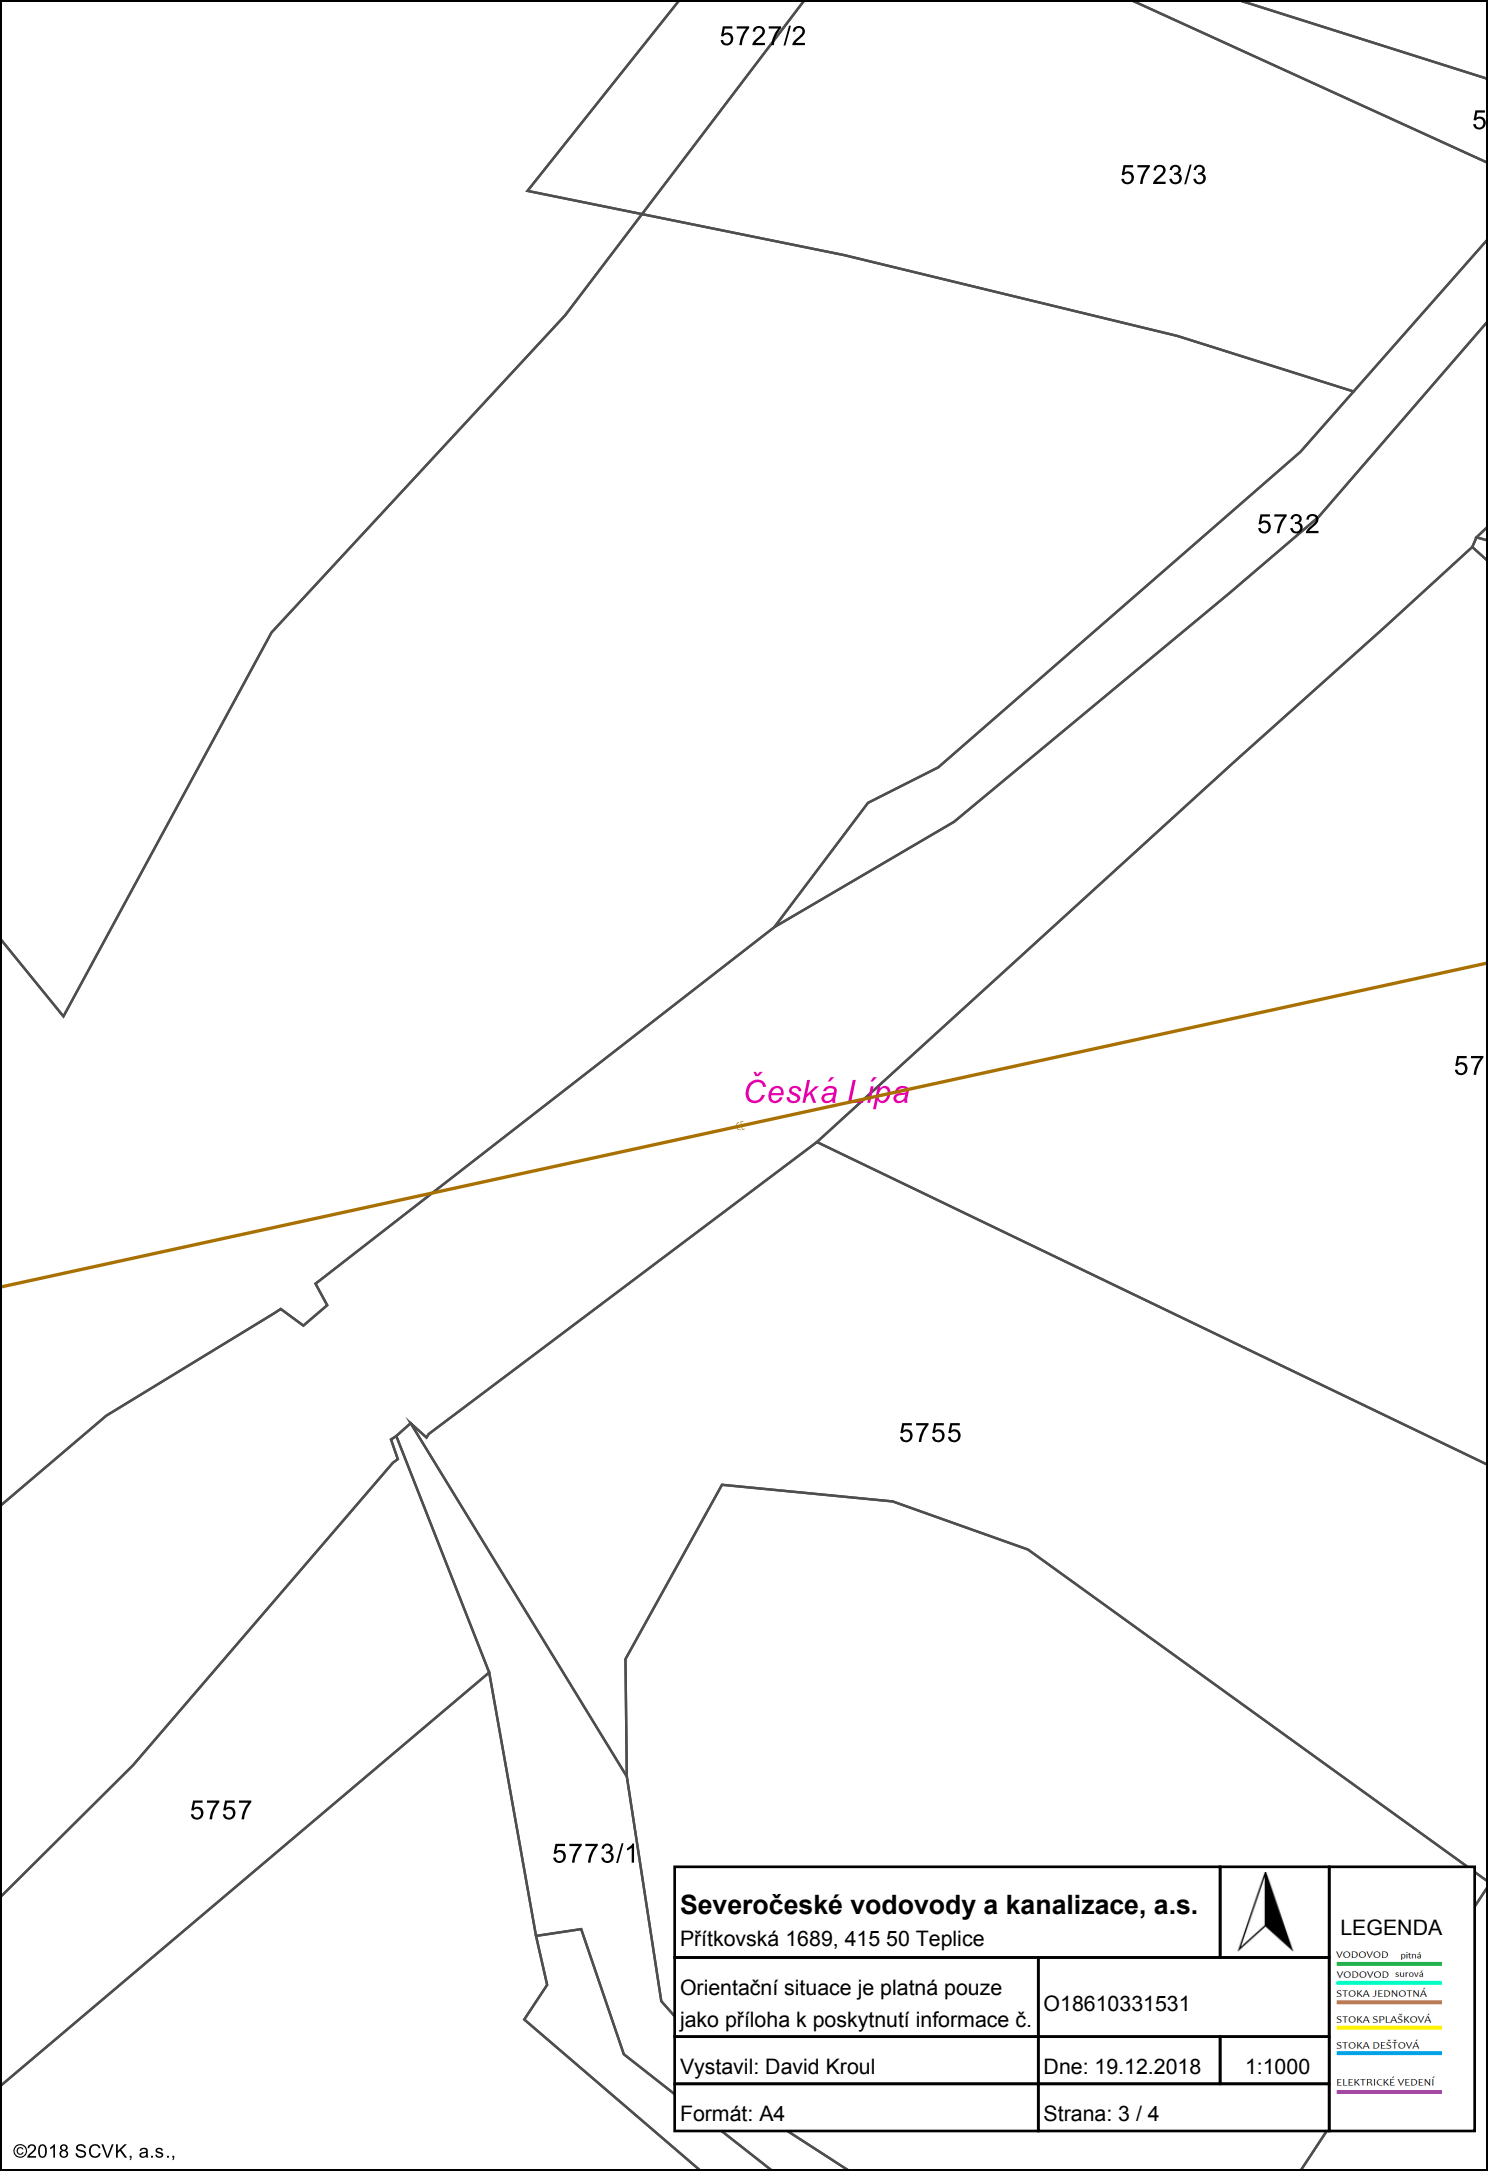 5727/2
5
5723/3
5732
57
Česká Lípa
5755
5757
5773/1
Severočeské vodovody a kanalizace, a.s.
Přítkovská 1689, 415 50 Teplice
Orientační situace je platná pouze
jako příloha k poskytnutí informace č.
O18610331531
Vystavil: David Kroul
Dne: 19.12.2018
1:1000
Formát: A4
Strana: 3 / 4
LEGENDA
VODOVOD pitná
VODOVOD surová
STOKA JEDNOTNÁ
STOKA SPLAŠKOVÁ
STOKA DEŠŤOVÁ
ELEKTRICKÉ VEDENÍ
©2018 SCVK, a.s.,